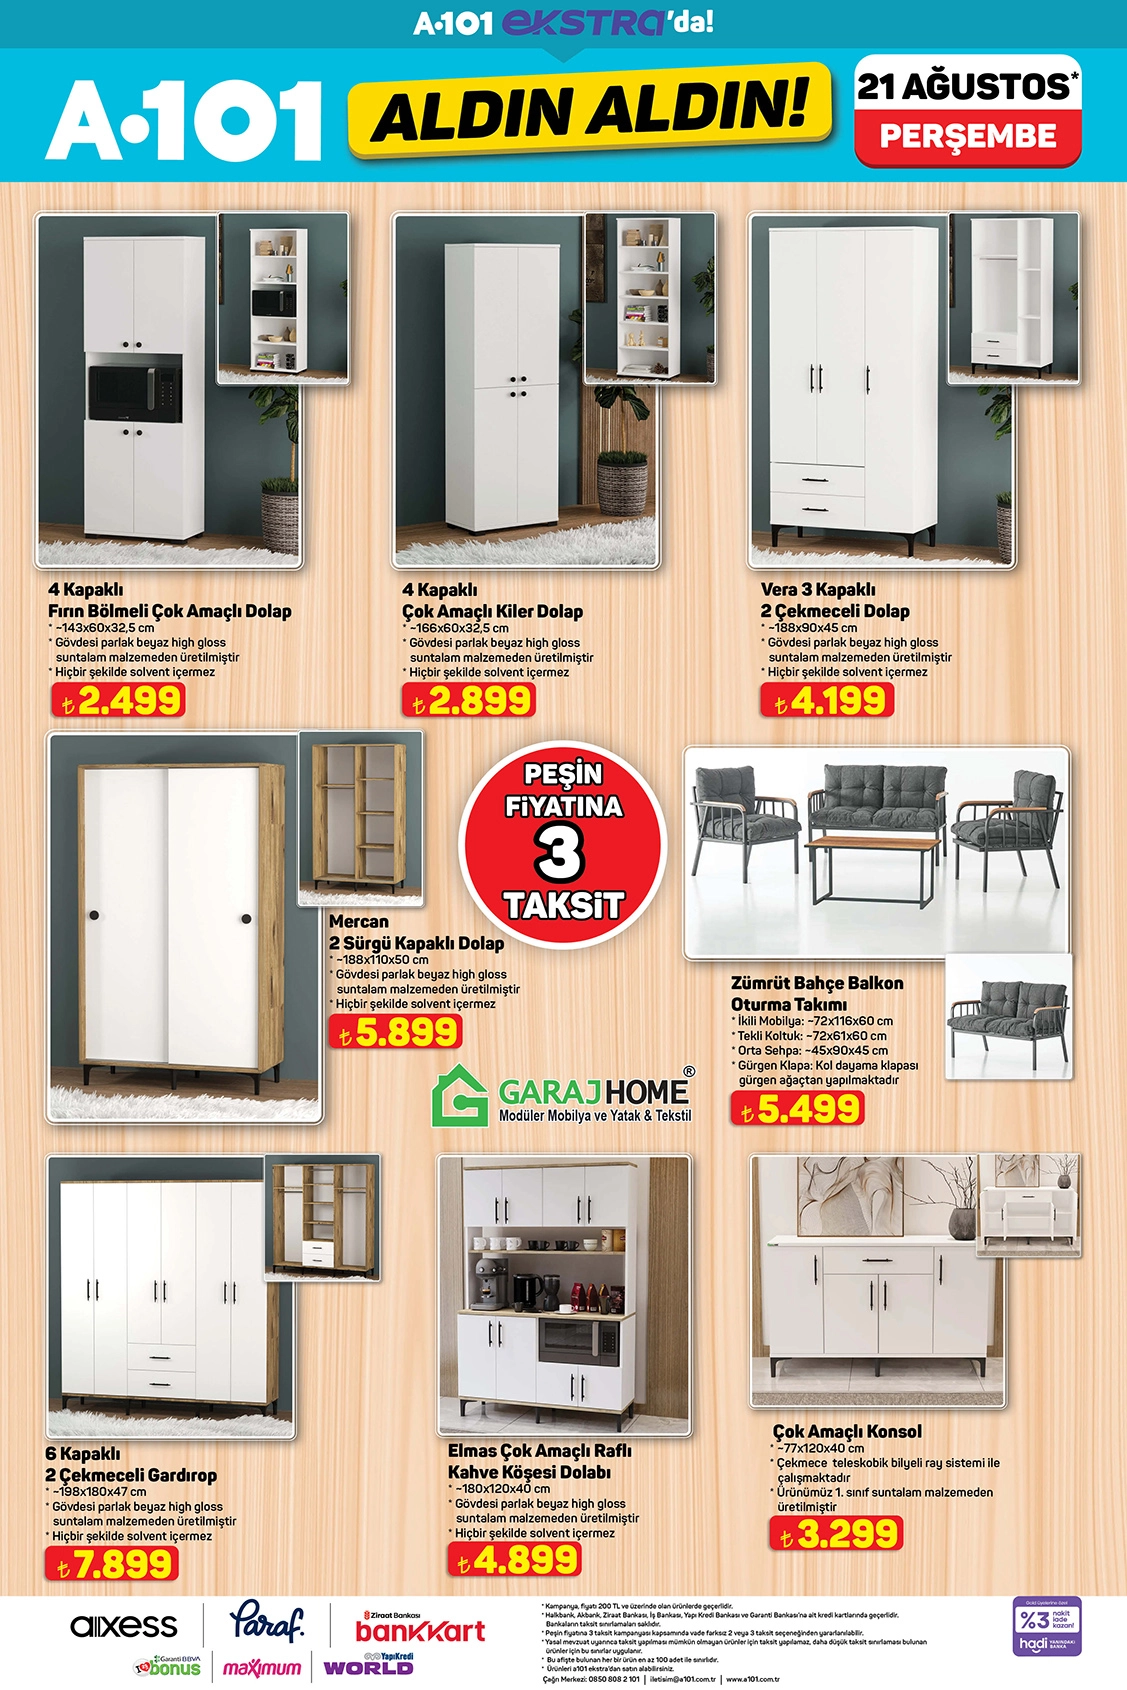 A•101 EKSTRA'da!
A•101
ALDIN ALDIN!
21 AĞUSTOS*
PERŞEMBE
4 Kapaklı
Fırın Bölmeli Çok Amaçlı Dolap
* ~143x60x32,5 cm
* Gövdesi parlak beyaz high gloss
suntalam malzemeden üretilmiştir
* Hiçbir şekilde solvent içermez
₺2.499
4 Kapaklı
Çok Amaçlı Kiler Dolap
* ~166x60x32,5 cm
* Gövdesi parlak beyaz high gloss
suntalam malzemeden üretilmiştir
* Hiçbir şekilde solvent içermez
₺2.899
Vera 3 Kapaklı
2 Çekmeceli Dolap
* ~188x90x45 cm
* Gövdesi parlak beyaz high gloss
suntalam malzemeden üretilmiştir
* Hiçbir şekilde solvent içermez
₺4.199
Mercan
2 Sürgü Kapaklı Dolap
* ~188x110x50 cm
* Gövdesi parlak beyaz high gloss
suntalam malzemeden üretilmiştir
* Hiçbir şekilde solvent içermez
₺5.899
PEŞİN
FİYATINA
3
TAKSİT
Zümrüt Bahçe Balkon
Oturma Takımı
* İkili Mobilya: ~72x116x60 cm
* Tekli Koltuk: ~72x61x60 cm
* Orta Sehpa: ~45x90x45 cm
* Gürgen Klapa: Kol dayama klapası
gürgen ağaçtan yapılmaktadır
₺5.499
GARAJHOME®
Modüler Mobilya ve Yatak & Tekstil
6 Kapaklı
2 Çekmeceli Gardırop
* ~198x180x47 cm
* Gövdesi parlak beyaz high gloss
suntalam malzemeden üretilmiştir
* Hiçbir şekilde solvent içermez
₺7.899
Elmas Çok Amaçlı Raflı
Kahve Köşesi Dolabı
* ~180x120x40 cm
* Gövdesi parlak beyaz high gloss
suntalam malzemeden üretilmiştir
* Hiçbir şekilde solvent içermez
₺4.899
Çok Amaçlı Konsol
* ~77x120x40 cm
* Çekmece teleskobik bilyeli ray sistemi ile
çalışmaktadır
* Ürünümüz 1. sınıf suntalam malzemeden
üretilmiştir
₺3.299
axess
Paraf.
Ziraat Bankası
bankkart
Garanti BBVA
bonus
maximum
YapıKredi
WORLD
* Kampanya, fiyatı 200 TL ve üzerinde olan ürünlerde geçerlidir.
* Halkbank, Akbank, Ziraat Bankası, İş Bankası, Yapı Kredi Bankası ve Garanti Bankası'na ait kredi kartlarında geçerlidir.
Bankaların taksit sınırlamaları saklıdır.
* Peşin fiyatına 3 taksit kampanyası kapsamında vade farksız 2 veya 3 taksit seçeneğinden yararlanılabilir.
* Yasal mevzuat uyarınca taksit yapılması mümkün olmayan ürünler için taksit yapılamaz, daha düşük taksit sınırlaması bulunan
ürünler için bu sınırlar uygulanır.
* Bu afişte bulunan her bir ürün en az 100 adet ile sınırlıdır.
* Ürünleri a101 ekstra'dan satın alabilirsiniz.
Çağrı Merkezi: 0850 808 2 101 | iletisim@a101.com.tr | www.a101.com.tr
Gold üyelerine özel
%3 nakit
iade
kazan!
hadi YANINDAKİ
BANKA